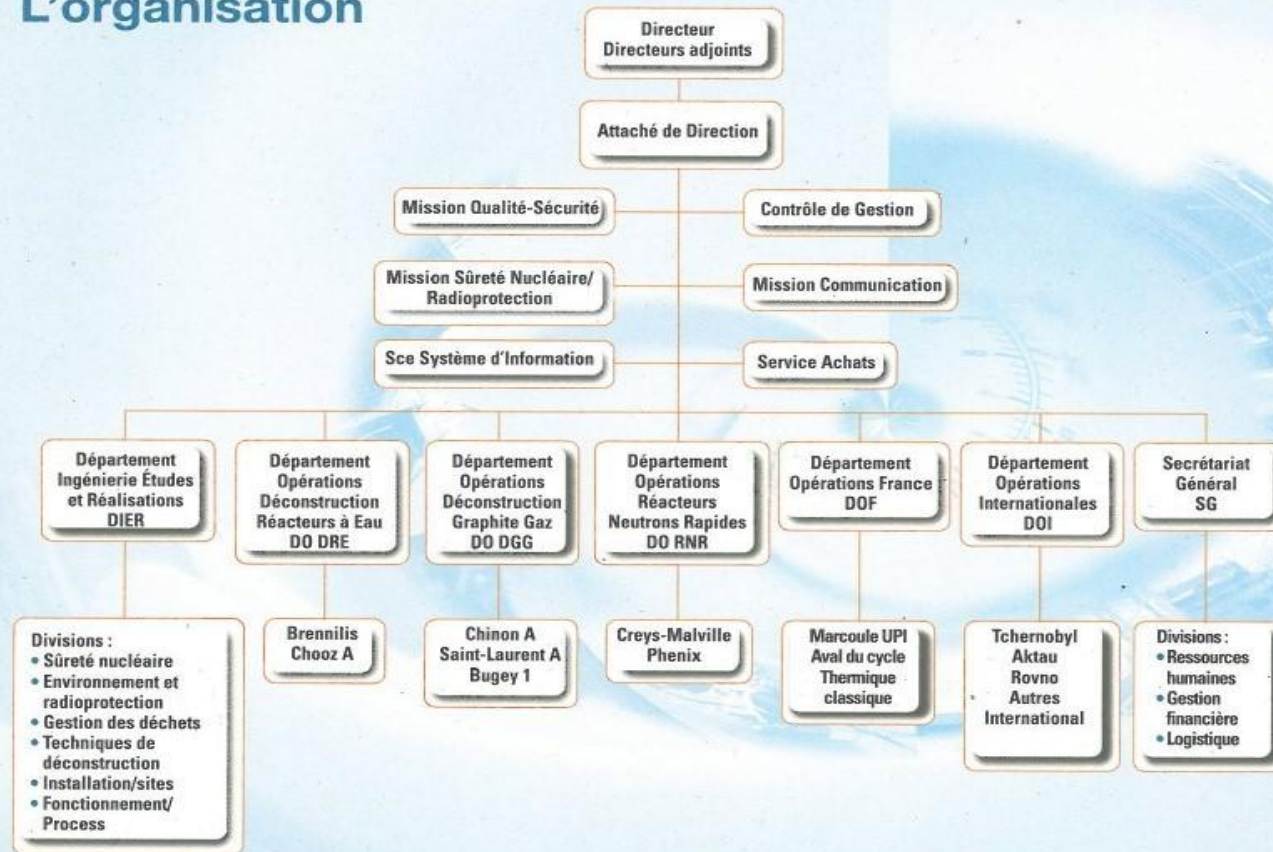 L'organisation
Directeur
Directeurs adjoints
Attaché de Direction
Mission Qualité-Sécurité
Contrôle de Gestion
Mission Sûreté Nucléaire/
Radioprotection
Mission Communication
Sce Système d'Information
Service Achats
Département
Ingénierie Études
et Réalisations
DIER
Département
Opérations
Déconstruction
Réacteurs à Eau
DO DRE
Département
Opérations
Déconstruction
Graphite Gaz
DO DGG
Département
Opérations
Réacteurs
Neutrons Rapides
DO RNR
Département
Opérations France
DOF
Département
Opérations
Internationales
DOI
Secrétariat
Général
SG
Divisions :
• Sûreté nucléaire
• Environnement et
radioprotection
• Gestion des déchets
• Techniques de
déconstruction
• Installation/sites
• Fonctionnement/
Process
Brennilis
Chooz A
Chinon A
Saint-Laurent A
Bugey 1
Creys-Malville
Phenix
Marcoule UPI
Aval du cycle
Thermique
classique
Tchernobyl
Aktau
Rovno
Autres
International
Divisions :
• Ressources
humaines
• Gestion
financière
• Logistique